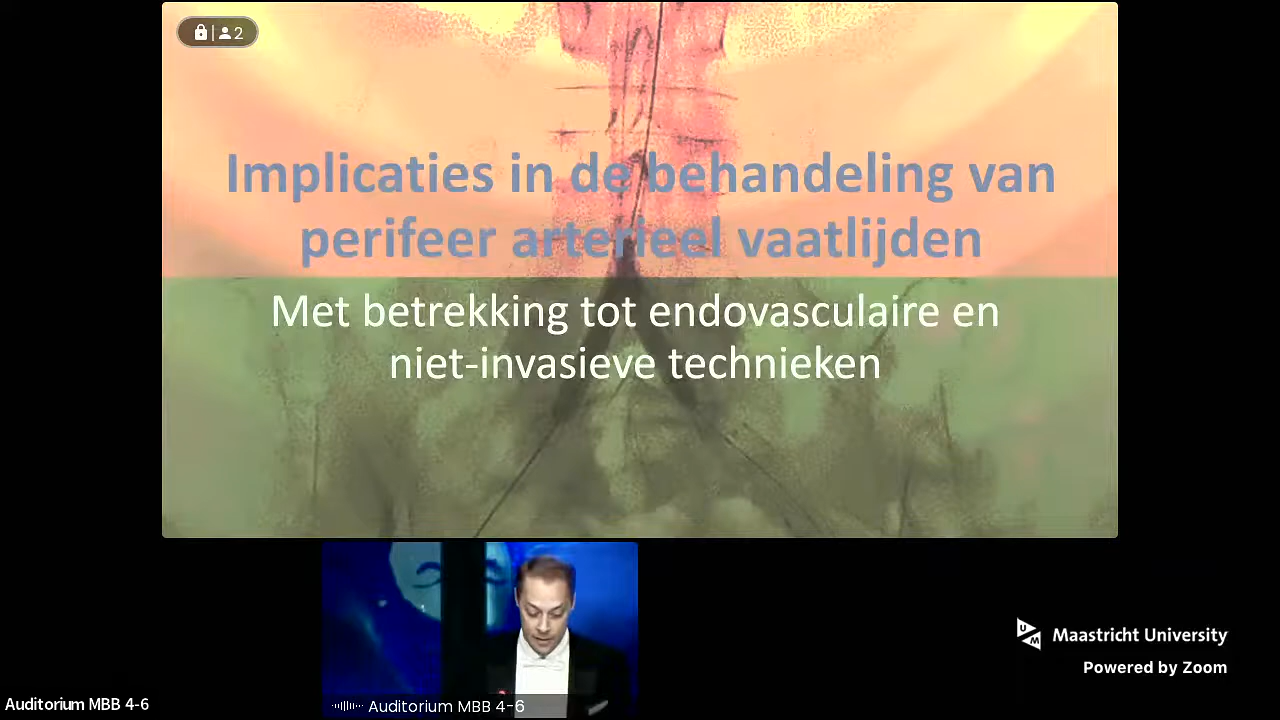 2
Implicaties in de behandeling van
perifeer arterieel vaatlijden
Met betrekking tot endovasculaire en
niet-invasieve technieken
UM Maastricht University
Powered by Zoom
Auditorium MBB 4-6
Auditorium MBB 4-6